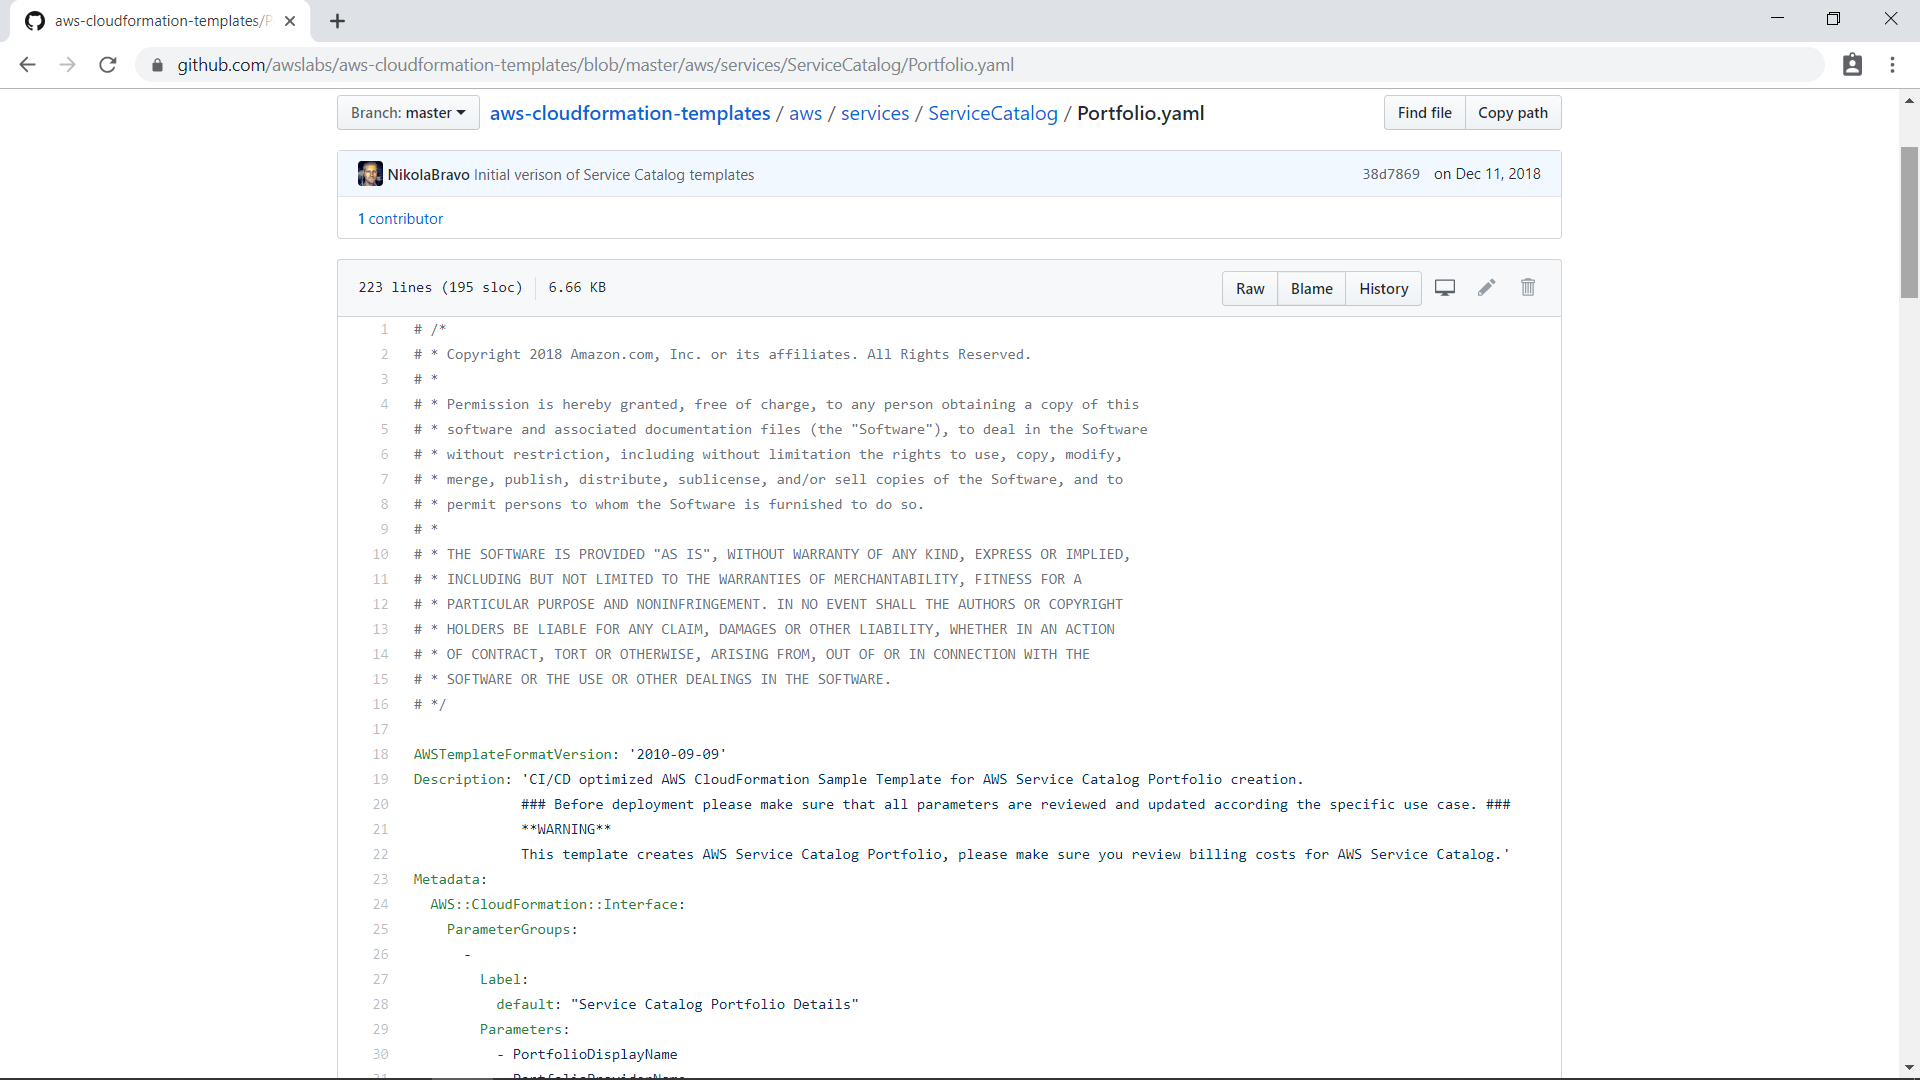 aws-cloudformation-templates/P
github.com/awslabs/aws-cloudformation-templates/blob/master/aws/services/ServiceCatalog/Portfolio.yaml
Branch: master aws-cloudformation-templates / aws / services / ServiceCatalog / Portfolio.yaml Find file Copy path
NikolaBravo Initial verison of Service Catalog templates 38d7869 on Dec 11, 2018
1 contributor
223 lines (195 sloc) 6.66 KB Raw Blame History
1 # /*
2 # * Copyright 2018 Amazon.com, Inc. or its affiliates. All Rights Reserved.
3 # *
4 # * Permission is hereby granted, free of charge, to any person obtaining a copy of this
5 # * software and associated documentation files (the "Software"), to deal in the Software
6 # * without restriction, including without limitation the rights to use, copy, modify,
7 # * merge, publish, distribute, sublicense, and/or sell copies of the Software, and to
8 # * permit persons to whom the Software is furnished to do so.
9 # *
10 # * THE SOFTWARE IS PROVIDED "AS IS", WITHOUT WARRANTY OF ANY KIND, EXPRESS OR IMPLIED,
11 # * INCLUDING BUT NOT LIMITED TO THE WARRANTIES OF MERCHANTABILITY, FITNESS FOR A
12 # * PARTICULAR PURPOSE AND NONINFRINGEMENT. IN NO EVENT SHALL THE AUTHORS OR COPYRIGHT
13 # * HOLDERS BE LIABLE FOR ANY CLAIM, DAMAGES OR OTHER LIABILITY, WHETHER IN AN ACTION
14 # * OF CONTRACT, TORT OR OTHERWISE, ARISING FROM, OUT OF OR IN CONNECTION WITH THE
15 # * SOFTWARE OR THE USE OR OTHER DEALINGS IN THE SOFTWARE.
16 # */
17
18 AWSTemplateFormatVersion: '2010-09-09'
19 Description: 'CI/CD optimized AWS CloudFormation Sample Template for AWS Service Catalog Portfolio creation.
20 ### Before deployment please make sure that all parameters are reviewed and updated according the specific use case. ###
21 **WARNING**
22 This template creates AWS Service Catalog Portfolio, please make sure you review billing costs for AWS Service Catalog.'
23 Metadata:
24 AWS::CloudFormation::Interface:
25 ParameterGroups:
26 -
27 Label:
28 default: "Service Catalog Portfolio Details"
29 Parameters:
30 - PortfolioDisplayName